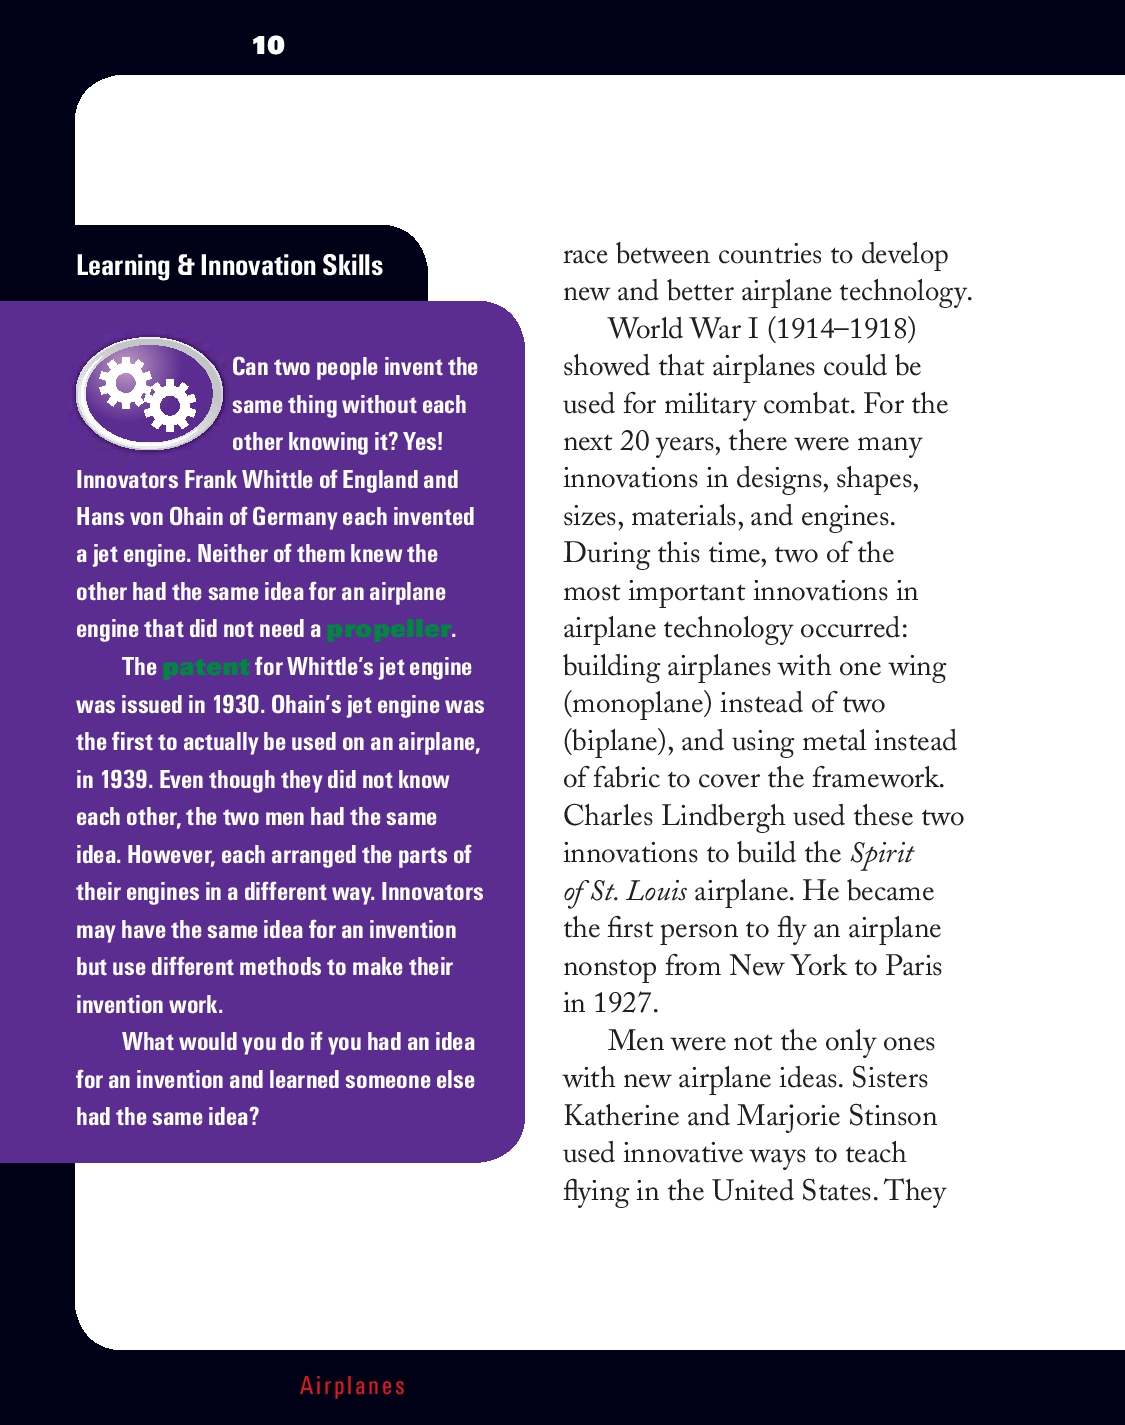 10
Learning & Innovation Skills
Can two people invent the
same thing without each
other knowing it? Yes!
Innovators Frank Whittle of England and
Hans von Ohain of Germany each invented
a jet engine. Neither of them knew the
other had the same idea for an airplane
engine that did not need a propeller.
The patent for Whittle’s jet engine
was issued in 1930. Ohain’s jet engine was
the first to actually be used on an airplane,
in 1939. Even though they did not know
each other, the two men had the same
idea. However, each arranged the parts of
their engines in a different way. Innovators
may have the same idea for an invention
but use different methods to make their
invention work.
What would you do if you had an idea
for an invention and learned someone else
had the same idea?
race between countries to develop
new and better airplane technology.
World War I (1914–1918)
showed that airplanes could be
used for military combat. For the
next 20 years, there were many
innovations in designs, shapes,
sizes, materials, and engines.
During this time, two of the
most important innovations in
airplane technology occurred:
building airplanes with one wing
(monoplane) instead of two
(biplane), and using metal instead
of fabric to cover the framework.
Charles Lindbergh used these two
innovations to build the Spirit
of St. Louis airplane. He became
the first person to fly an airplane
nonstop from New York to Paris
in 1927.
Men were not the only ones
with new airplane ideas. Sisters
Katherine and Marjorie Stinson
used innovative ways to teach
flying in the United States. They
Airplanes